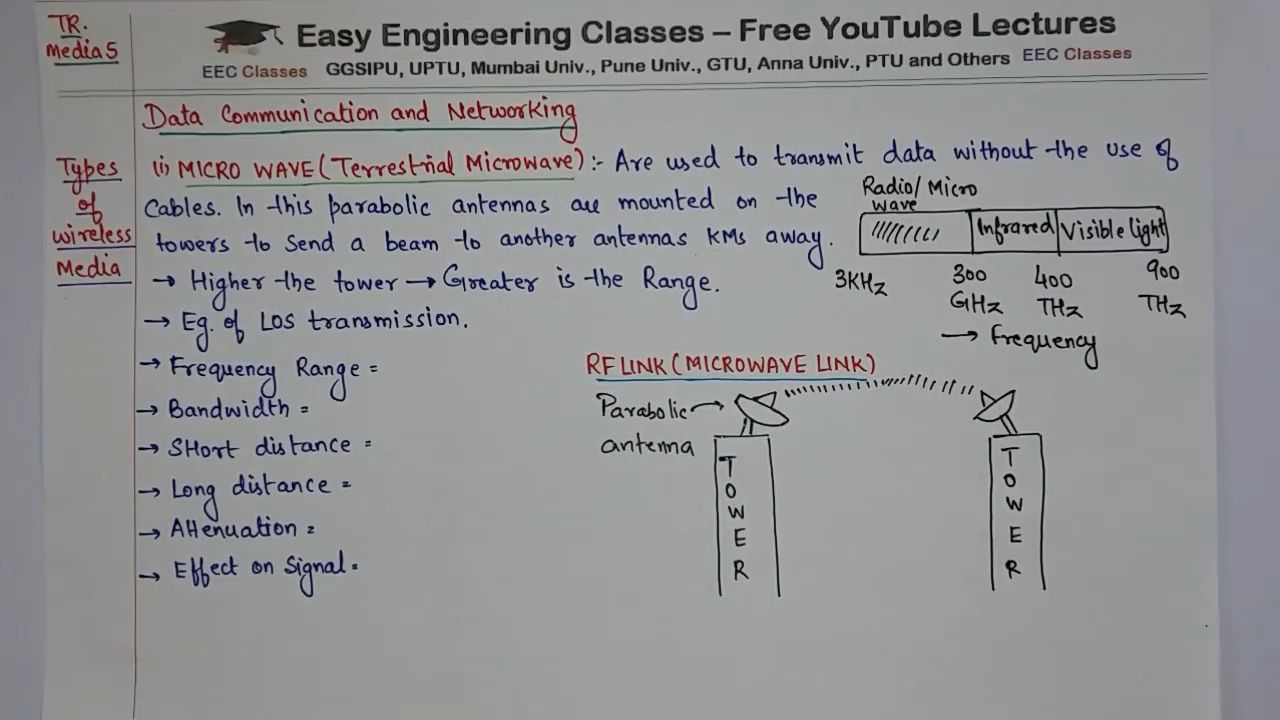 TR.
Media 5
Easy Engineering Classes – Free YouTube Lectures
EEC Classes GGSIPU, UPTU, Mumbai Univ., Pune Univ., GTU, Anna Univ., PTU and Others EEC Classes
Data Communication and Networking
Types
of
wireless
Media
(i) MICRO WAVE (Terrestrial Microwave) :- Are used to transmit data without the use of
Cables. In this parabolic antennas are mounted on the
towers to send a beam to another antennas KMs away.
→ Higher the tower → Greater is the Range.
→ Eg. of LOS transmission.
→ Frequency Range =
→ Bandwidth =
→ SHort distance =
→ Long distance =
→ Attenuation =
→ Effect on Signal =
Radio/ Micro
wave
Infrared
Visible light
3KHz
300
GHz
400
THz
900
THz
→ Frequency
RF LINK (MICROWAVE LINK)
Parabolic →
antenna
TOWER
TOWER